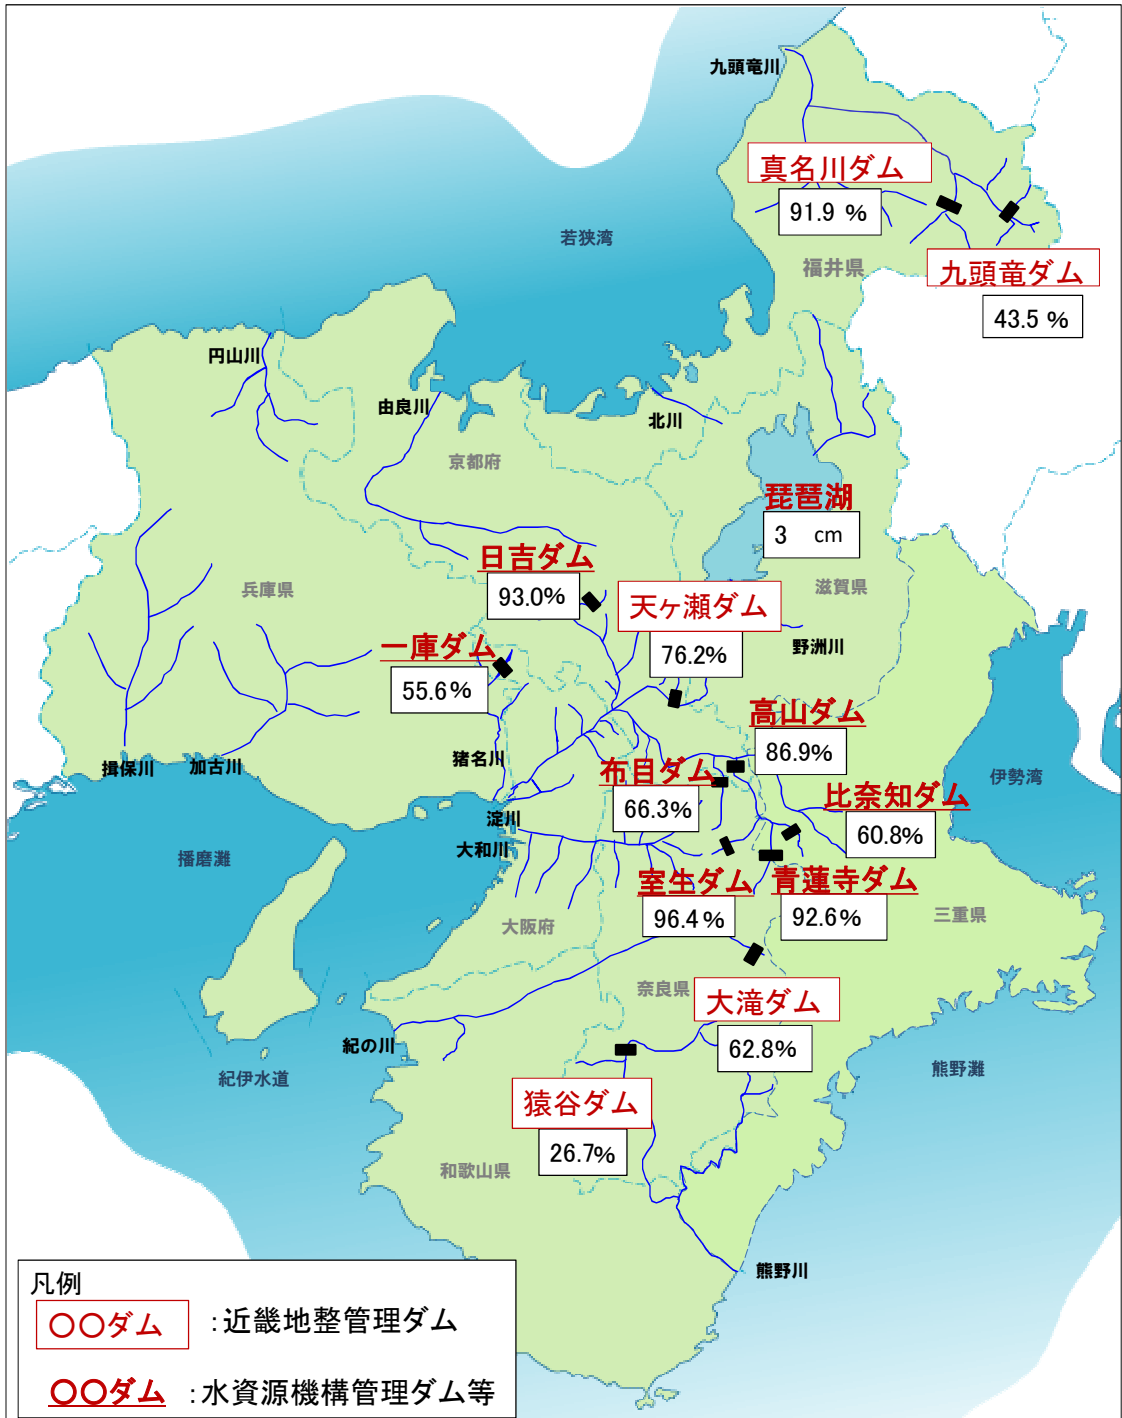 九頭竜川
真名川ダム
91.9 %
若狭湾
福井県
九頭竜ダム
43.5 %
円山川
由良川
北川
京都府
琵琶湖
3 cm
日吉ダム
93.0%
兵庫県
天ヶ瀬ダム
76.2%
滋賀県
野洲川
一庫ダム
55.6%
高山ダム
86.9%
猪名川
揖保川
加古川
布目ダム
66.3%
伊勢湾
比奈知ダム
60.8%
淀川
大和川
播磨灘
室生ダム
96.4%
青蓮寺ダム
92.6%
大阪府
三重県
奈良県
大滝ダム
62.8%
紀の川
紀伊水道
熊野灘
猿谷ダム
26.7%
和歌山県
熊野川
凡例
〇〇ダム :近畿地整管理ダム
〇〇ダム :水資源機構管理ダム等